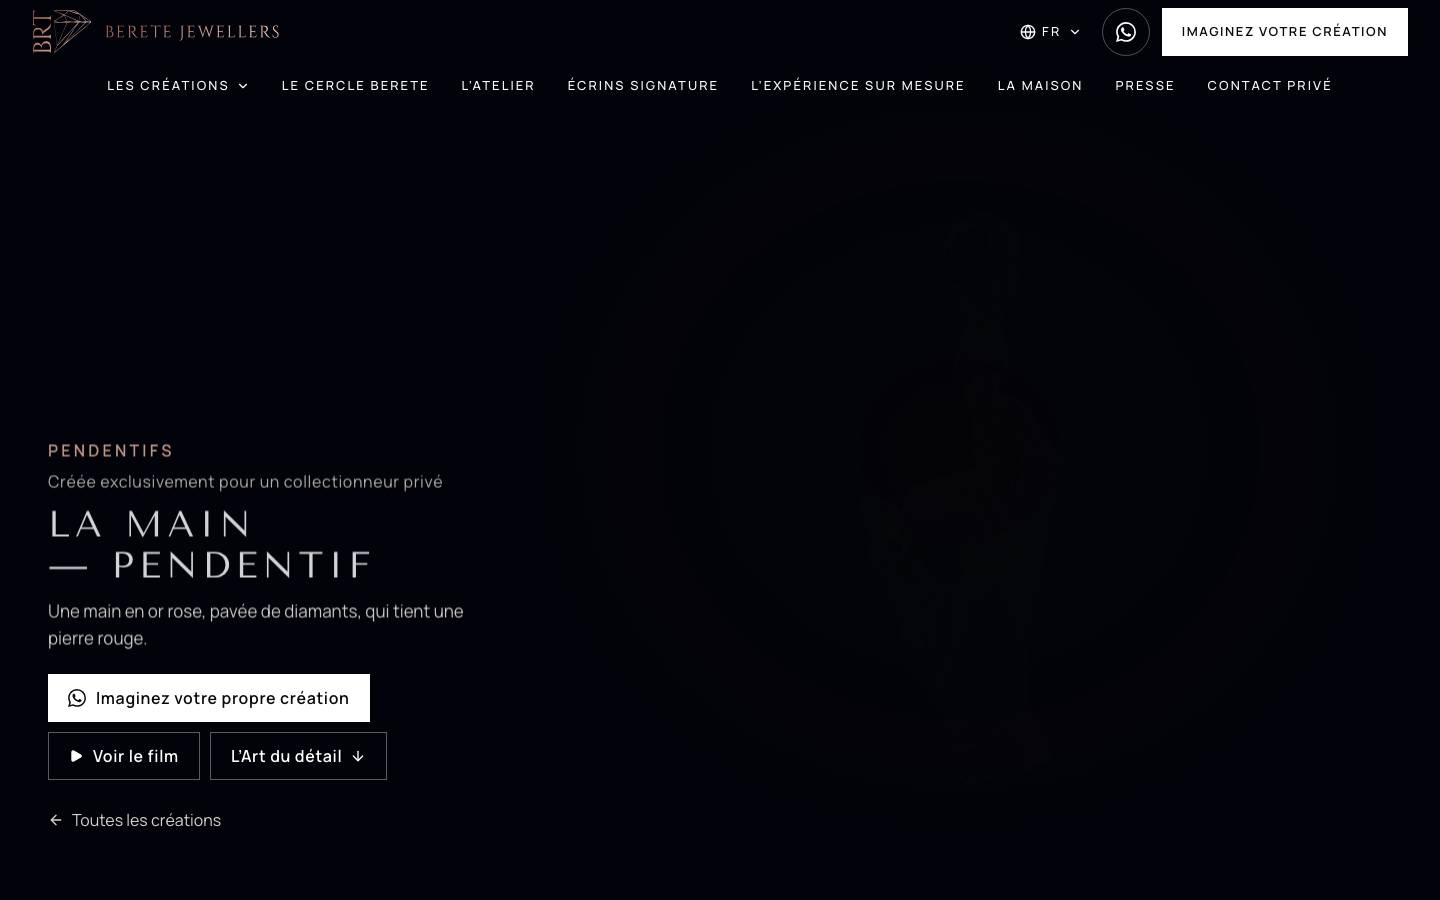 BRT
BERETE JEWELLERS
FR
IMAGINEZ VOTRE CRÉATION
LES CRÉATIONS
LE CERCLE BERETE
L'ATELIER
ÉCRINS SIGNATURE
L'EXPÉRIENCE SUR MESURE
LA MAISON
PRESSE
CONTACT PRIVÉ
PENDENTIFS
Créée exclusivement pour un collectionneur privé
LA MAIN
— PENDENTIF
Une main en or rose, pavée de diamants, qui tient une
pierre rouge.
Imaginez votre propre création
Voir le film
L'Art du détail ↓
← Toutes les créations